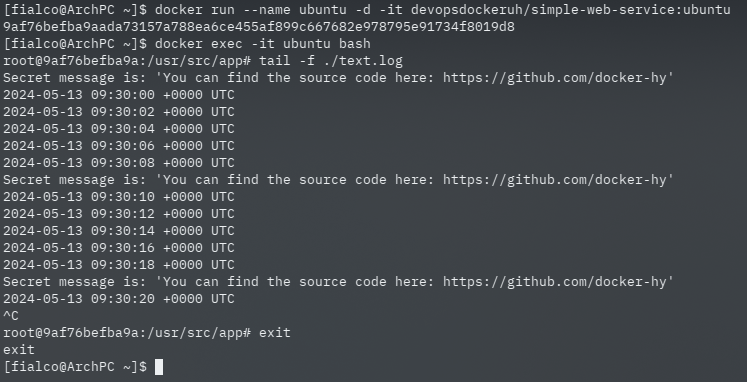 [fialco@ArchPC ~]$ docker run --name ubuntu -d -it devopsdockeruh/simple-web-service:ubuntu
9af76befba9aada73157a788ea6ce455af899c667682e978795e91734f8019d8
[fialco@ArchPC ~]$ docker exec -it ubuntu bash
root@9af76befba9a:/usr/src/app# tail -f ./text.log
Secret message is: 'You can find the source code here: https://github.com/docker-hy'
2024-05-13 09:30:00 +0000 UTC
2024-05-13 09:30:02 +0000 UTC
2024-05-13 09:30:04 +0000 UTC
2024-05-13 09:30:06 +0000 UTC
2024-05-13 09:30:08 +0000 UTC
Secret message is: 'You can find the source code here: https://github.com/docker-hy'
2024-05-13 09:30:10 +0000 UTC
2024-05-13 09:30:12 +0000 UTC
2024-05-13 09:30:14 +0000 UTC
2024-05-13 09:30:16 +0000 UTC
2024-05-13 09:30:18 +0000 UTC
Secret message is: 'You can find the source code here: https://github.com/docker-hy'
2024-05-13 09:30:20 +0000 UTC
^C
root@9af76befba9a:/usr/src/app# exit
exit
[fialco@ArchPC ~]$